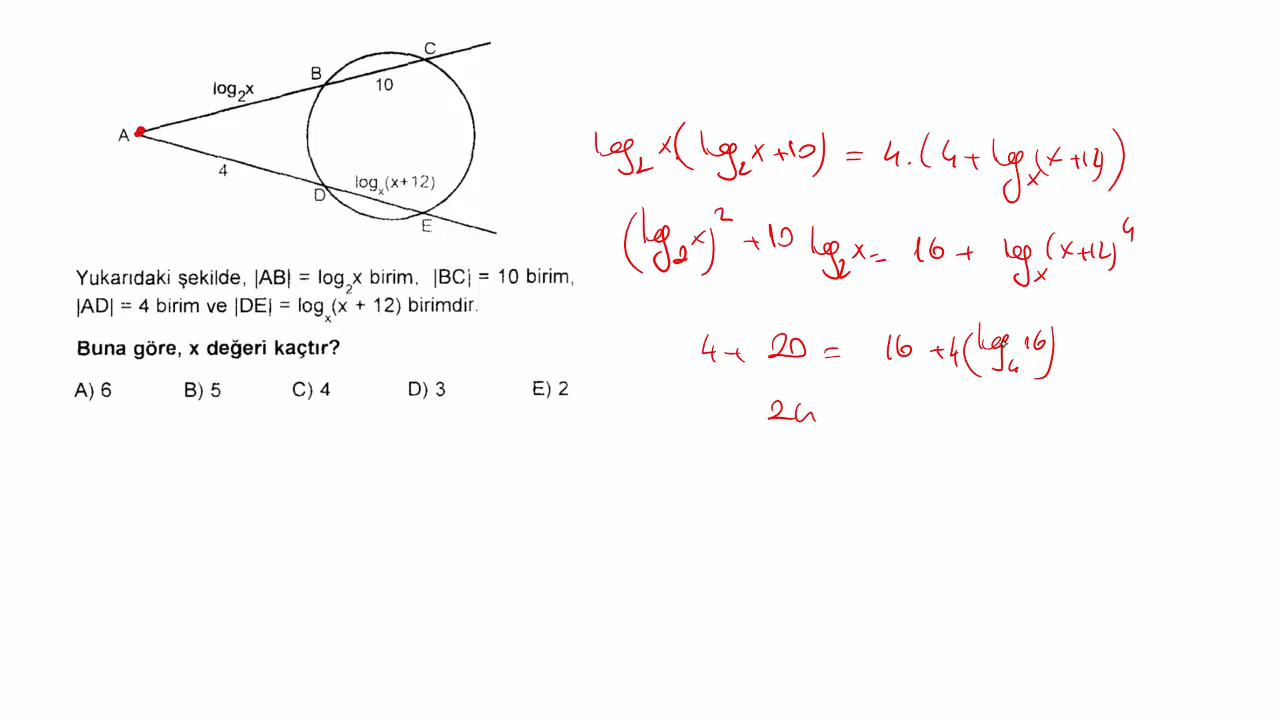 C
B
log₂x
10
A
4
logₓ(x+12)
D
E
Yukarıdaki şekilde, |AB| = log₂x birim, |BC| = 10 birim,
|AD| = 4 birim ve |DE| = logₓ(x + 12) birimdir.
Buna göre, x değeri kaçtır?
A) 6 B) 5 C) 4 D) 3 E) 2
log₂x(log₂x+10) = 4.(4+logₓ(x+12))
(log₂x)² + 10 log₂x = 16 + logₓ(x+12)⁴
4 + 20 = 16 + 4(log₄16)
24